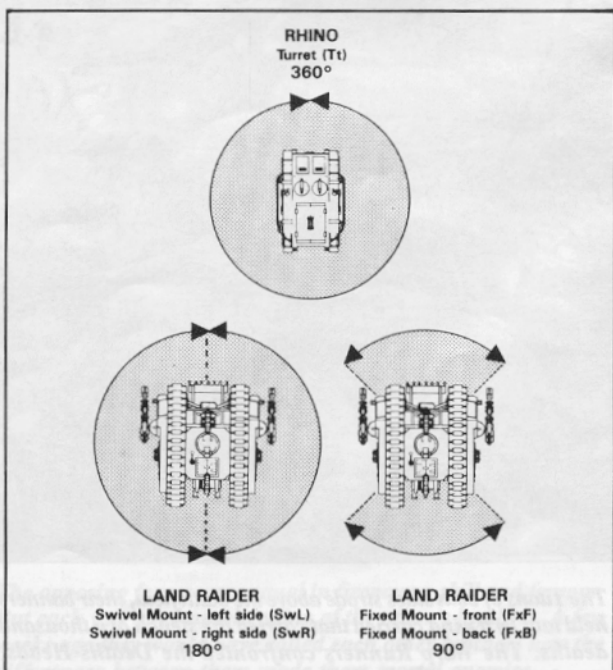 RHINO
Turret (Tt)
360°
LAND RAIDER
Swivel Mount - left side (SwL)
Swivel Mount - right side (SwR)
180°
LAND RAIDER
Fixed Mount - front (FxF)
Fixed Mount - back (FxB)
90°